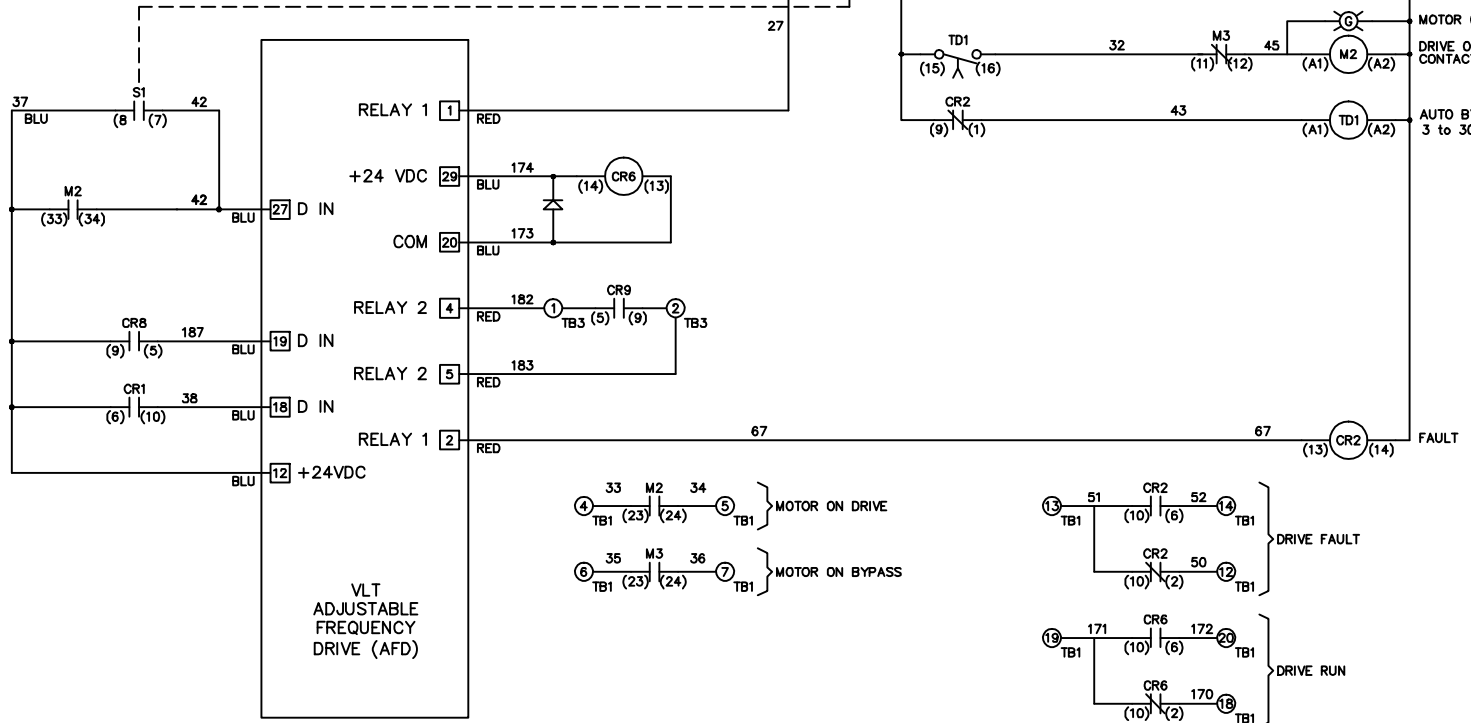 27
37
BLU
S1
(8
(7)
42
M2
(33)
(34)
42
BLU
CR8
(9)
(5)
187
BLU
CR1
(6)
(10)
38
BLU
BLU
27 D IN
19 D IN
18 D IN
12 +24VDC
RELAY 1 1
RED
+24 VDC 29
BLU
174
(14)
CR6
(13)
COM 20
BLU
173
RELAY 2 4
RED
182
1
TB3
CR9
(5)
(9)
2
TB3
RELAY 2 5
RED
183
RELAY 1 2
RED
67
67
(13)
CR2
(14)
FAULT
VLT
ADJUSTABLE
FREQUENCY
DRIVE (AFD)
G
MOTOR
TD1
(15)
(16)
32
M3
(11)
(12)
45
(A1)
M2
(A2)
DRIVE
CONTAC
CR2
(9)
(1)
43
(A1)
TD1
(A2)
AUTO
3 to 30
4
TB1
33
M2
(23)
(24)
34
5
TB1
MOTOR ON DRIVE
6
TB1
35
M3
(23)
(24)
36
7
TB1
MOTOR ON BYPASS
13
TB1
51
CR2
(10)
(6)
52
14
TB1
CR2
(10)
(2)
50
12
TB1
DRIVE FAULT
19
TB1
171
CR6
(10)
(6)
172
20
TB1
CR6
(10)
(2)
170
18
TB1
DRIVE RUN